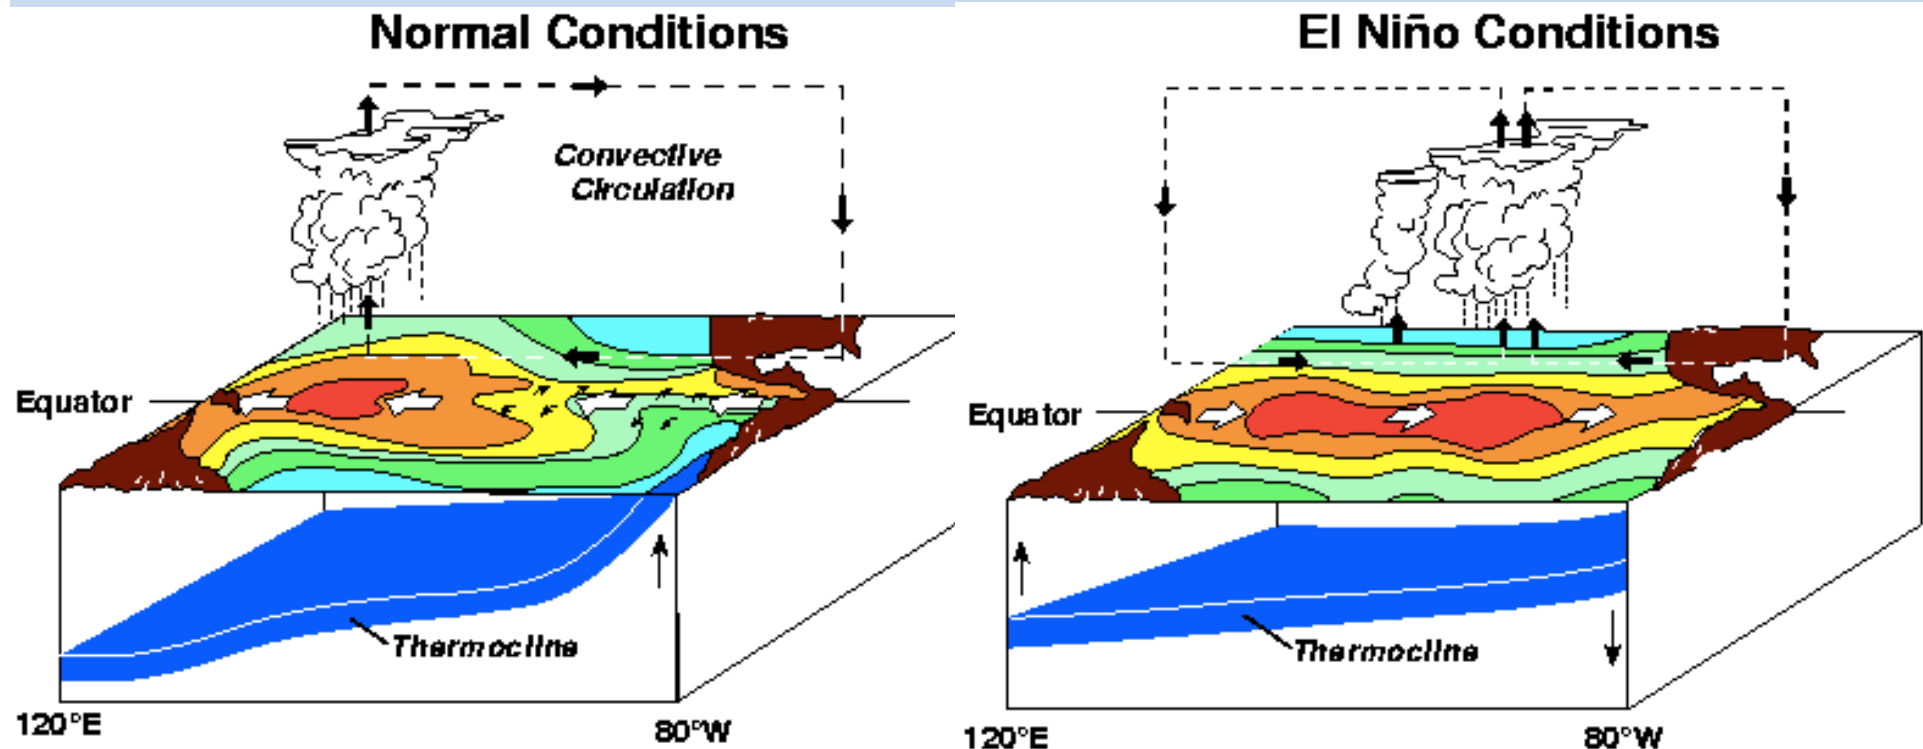 Normal Conditions
Convective
Circulation
Equator
Thermocline
120°E
80°W
El Niño Conditions
Equator
Thermocline
120°E
80°W